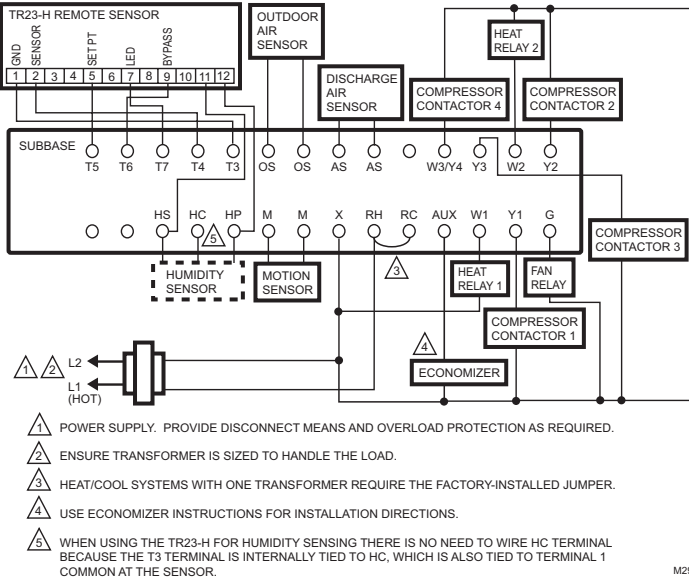 TR23-H REMOTE SENSOR
GND
SENSOR
SET PT
LED
BYPASS
1 2 3 4 5 6 7 8 9 10 11 12
OUTDOOR
AIR
SENSOR
DISCHARGE
AIR
SENSOR
COMPRESSOR
CONTACTOR 4
HEAT
RELAY 2
COMPRESSOR
CONTACTOR 2
SUBBASE
T5 T6 T7 T4 T3 OS OS AS AS W3/Y4 Y3 W2 Y2
HS HC HP M M X RH RC AUX W1 Y1 G
5
3
HUMIDITY
SENSOR
MOTION
SENSOR
HEAT
RELAY 1
FAN
RELAY
COMPRESSOR
CONTACTOR 3
COMPRESSOR
CONTACTOR 1
4
ECONOMIZER
1 2 L2
L1
(HOT)
1 POWER SUPPLY. PROVIDE DISCONNECT MEANS AND OVERLOAD PROTECTION AS REQUIRED.
2 ENSURE TRANSFORMER IS SIZED TO HANDLE THE LOAD.
3 HEAT/COOL SYSTEMS WITH ONE TRANSFORMER REQUIRE THE FACTORY-INSTALLED JUMPER.
4 USE ECONOMIZER INSTRUCTIONS FOR INSTALLATION DIRECTIONS.
5 WHEN USING THE TR23-H FOR HUMIDITY SENSING THERE IS NO NEED TO WIRE HC TERMINAL
BECAUSE THE T3 TERMINAL IS INTERNALLY TIED TO HC, WHICH IS ALSO TIED TO TERMINAL 1
COMMON AT THE SENSOR.